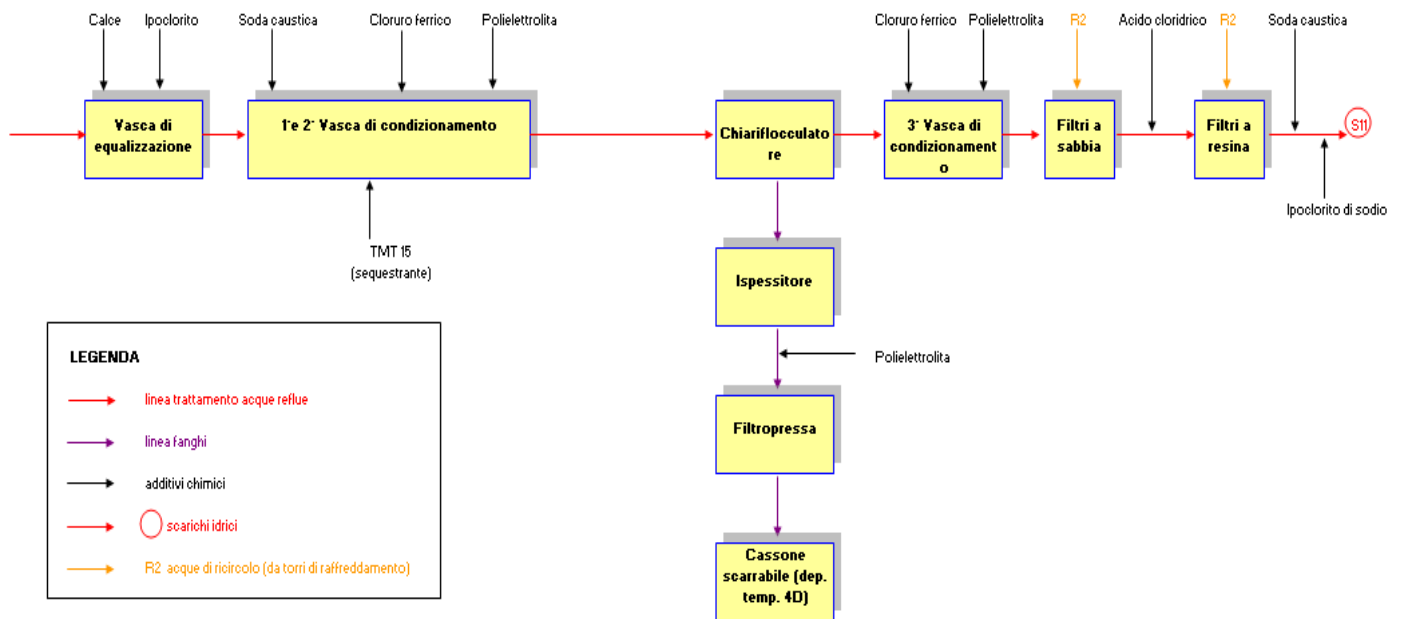 Calce
Ipoclorito
Soda caustica
Cloruro ferrico
Polielettrolita
Cloruro ferrico
Polielettrolita
R2
Acido cloridrico
R2
Soda caustica
Vasca di
equalizzazione
1ˆe 2ˆ Vasca di condizionamento
Chiariflocculato
re
3ˆ Vasca di
condizionament
o
Filtri a
sabbia
Filtri a
resina
S11
Ipoclorito di sodio
TMT 15
(sequestrante)
Ispessitore
Polielettrolita
Filtropressa
Cassone
scarrabile (dep.
temp. 4D)
LEGENDA
linea trattamento acque reflue
linea fanghi
additivi chimici
scarichi idrici
R2 acque di ricircolo (da torri di raffreddamento)